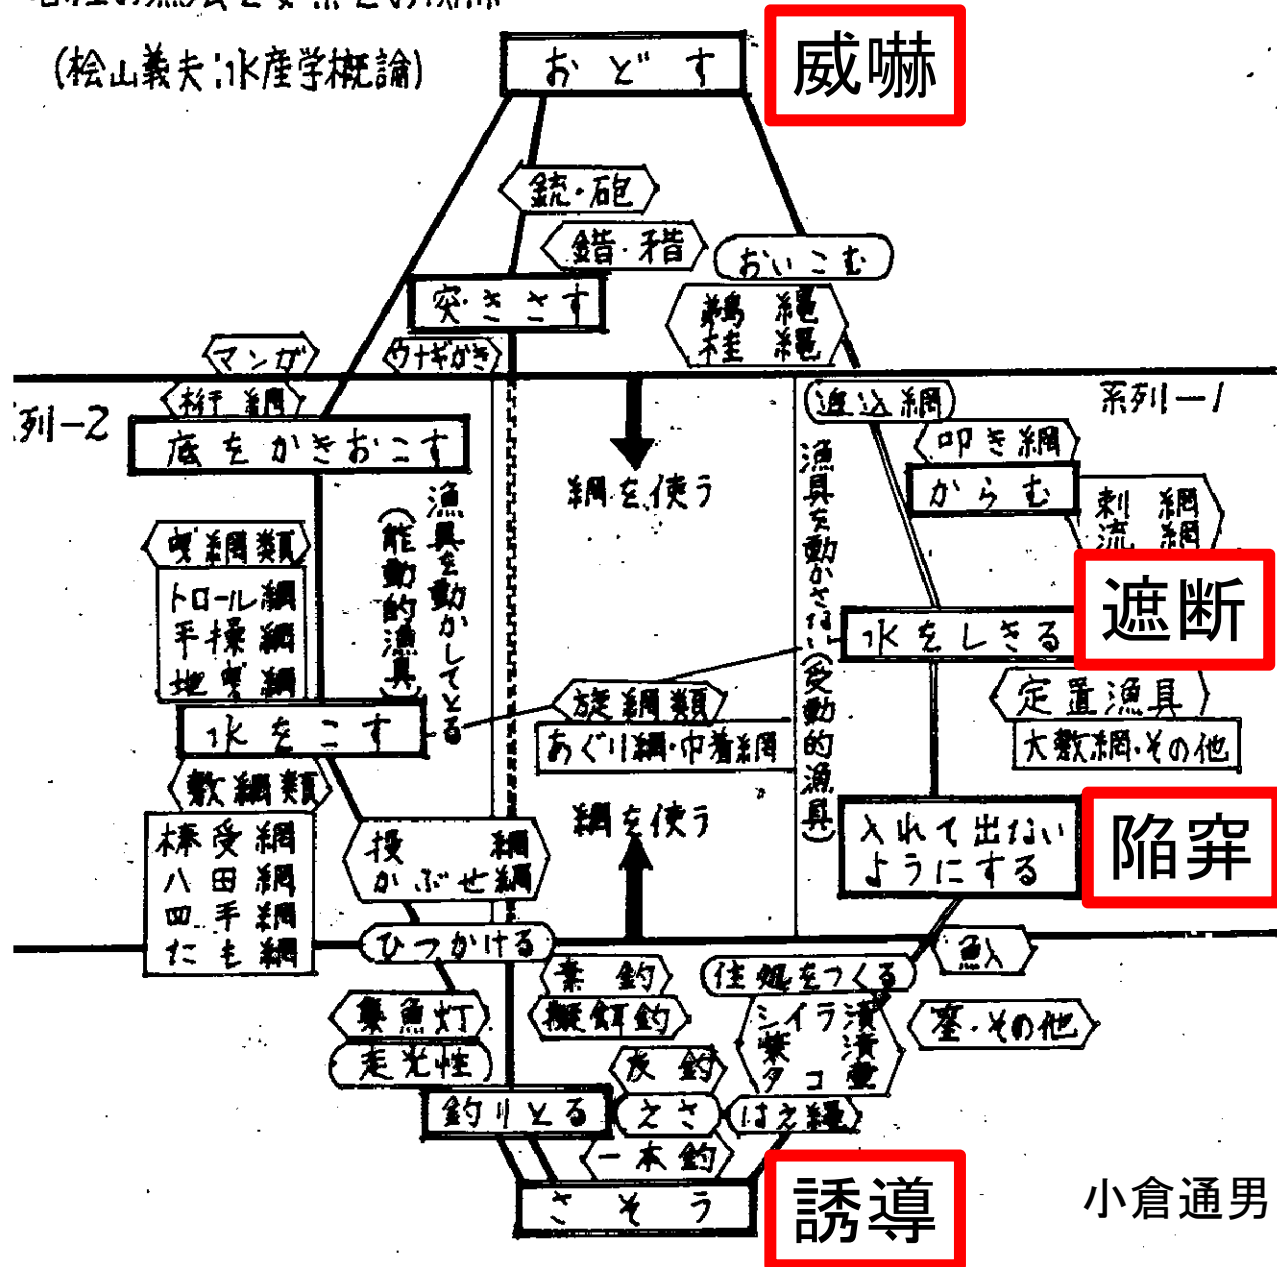 (桧山義夫:水産学概論)
おどす
威嚇
銃・砲
おいこむ
突きさす
マンガ
ウナギがき
桁網
列-2
系列-1
追込網
底をかきおこす
叩き網
からむ
網を使う
刺網
流網
漁具を動かしてとる
(能動的漁具)
漁具を動かさない(受動的漁具)
曳網類
トロール網
手操網
地曳網
遮断
水をしきる
定置漁具
大敷網・その他
旋網類
あぐり網・巾着網
水をこす
敷網類
棒受網
八田網
四手網
たも網
投網
かぶせ網
網を使う
入れて出ない
ようにする
陥穽
ひっかける
素釣
擬餌釣
住処をつくる
シイラ漬
柴漬
タコ壷
魚入
・その他
集魚灯
走光性
友釣
釣りとる
えさ
はえ縄
一本釣
さそう
誘導
小倉通男